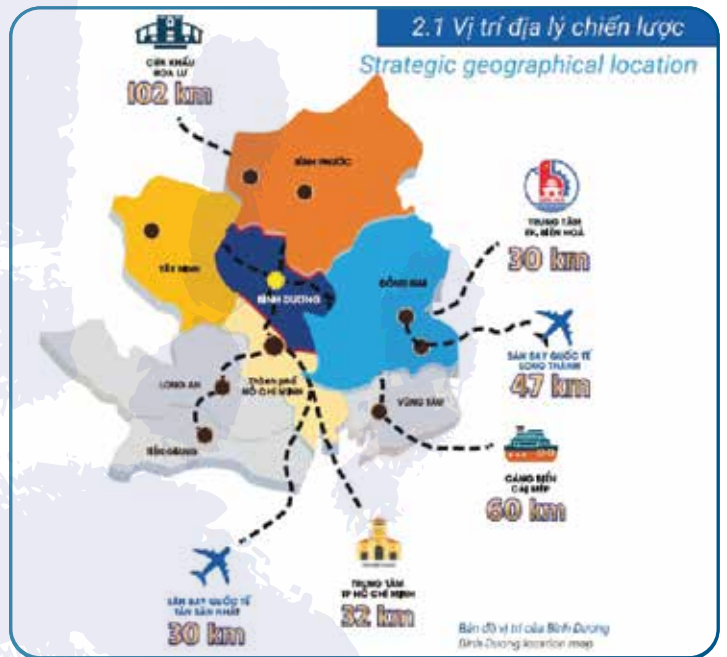 2.1 Vị trí địa lý chiến lược
Strategic geographical location
CỬA KHẨU
HOA LƯ
102 km
BÌNH PHƯỚC
TRUNG TÂM
TP. BIÊN HOÀ
30 km
TÂY NINH
ĐỒNG NAI
BÌNH DƯƠNG
SÂN BAY QUỐC TẾ
LONG THÀNH
47 km
LONG AN
Thành phố
HỒ CHÍ MINH
VŨNG TÀU
TIỀN GIANG
CẢNG BIỂN
CÁI MÉP
60 km
SÂN BAY QUỐC TẾ
TÂN SƠN NHẤT
30 km
TRUNG TÂM
TP HỒ CHÍ MINH
32 km
Bản đồ vị trí của Bình Dương
Binh Duong location map